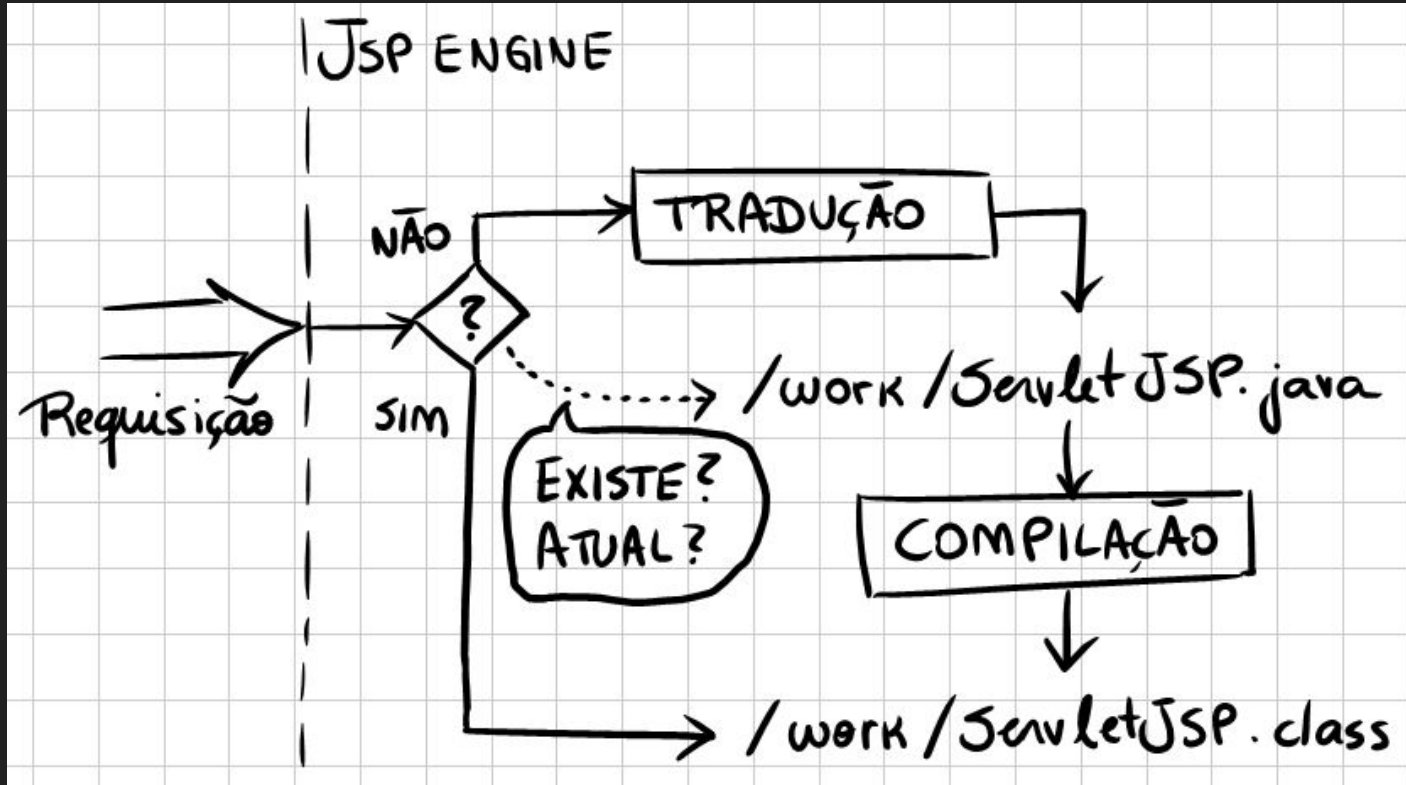 JSP ENGINE
TRADUÇÃO
NÃO
?
Requisição
SIM
/work/ServletJSP.java
EXISTE?
ATUAL?
COMPILAÇÃO
/work/ServletJSP.class